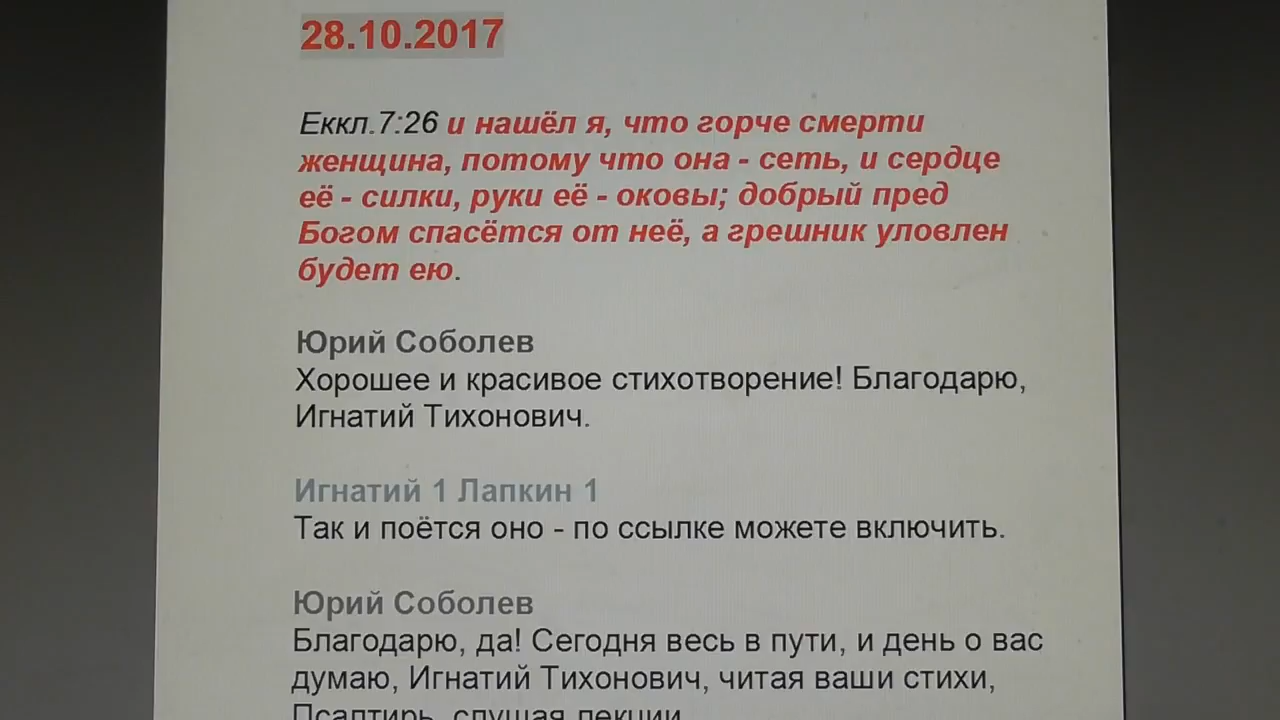 28.10.2017
Еккл.7:26 и нашёл я, что горче смерти
женщина, потому что она - сеть, и сердце
её - силки, руки её - оковы; добрый пред
Богом спасётся от неё, а грешник уловлен
будет ею.
Юрий Соболев
Хорошее и красивое стихотворение! Благодарю,
Игнатий Тихонович.
Игнатий 1 Лапкин 1
Так и поётся оно - по ссылке можете включить.
Юрий Соболев
Благодарю, да! Сегодня весь в пути, и день о вас
думаю, Игнатий Тихонович, читая ваши стихи,
Псалтирь, слушая лекции